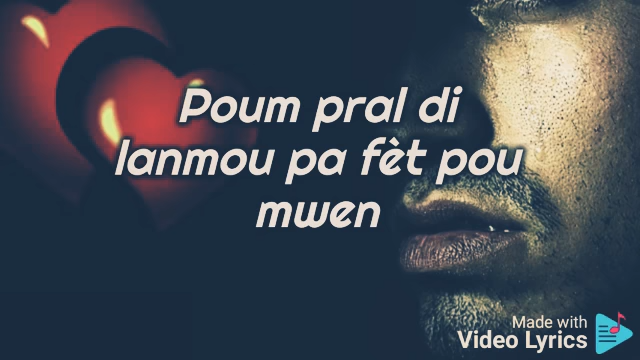 Poum pral di
lanmou pa fèt pou
mwen
Made with
Video Lyrics